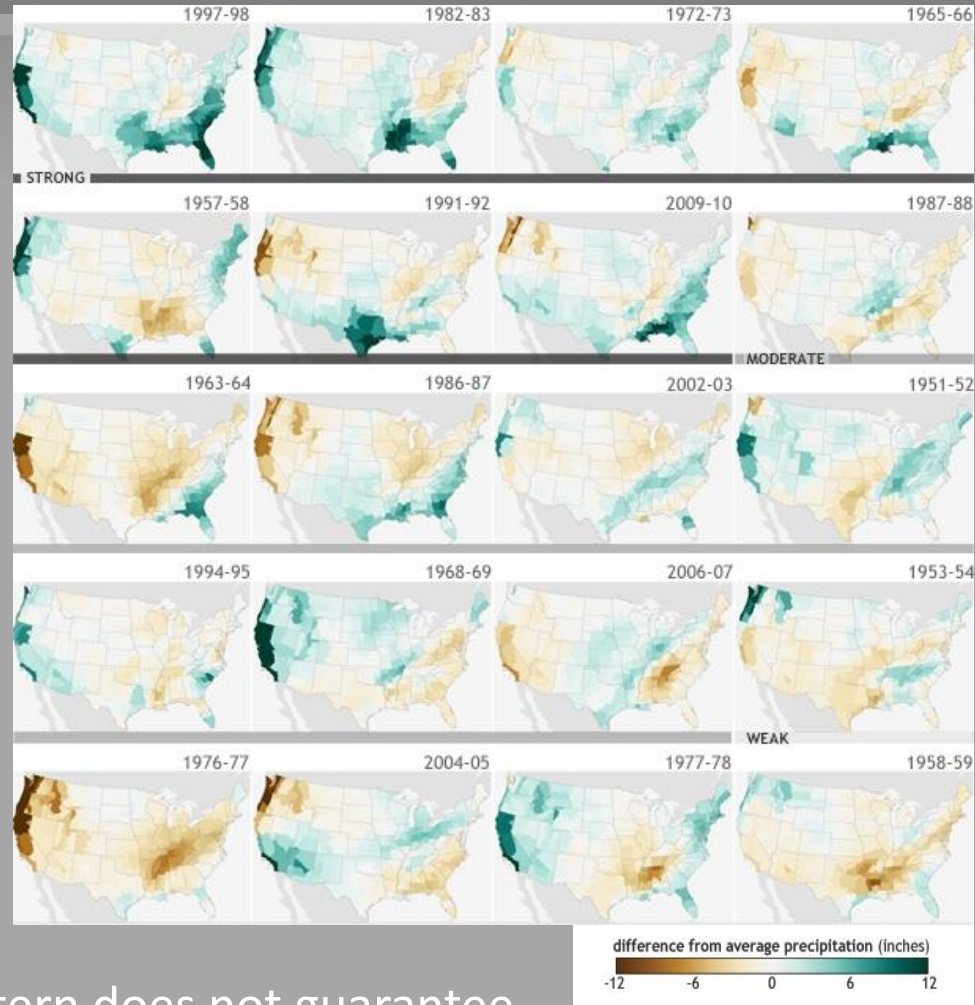 1997-98 1982-83 1972-73 1965-66
STRONG
1957-58 1991-92 2009-10 1987-88
MODERATE
1963-64 1986-87 2002-03 1951-52
1994-95 1968-69 2006-07 1953-54
WEAK
1976-77 2004-05 1977-78 1958-59
difference from average precipitation (inches)
-12 -6 0 6 12
does not guarantee